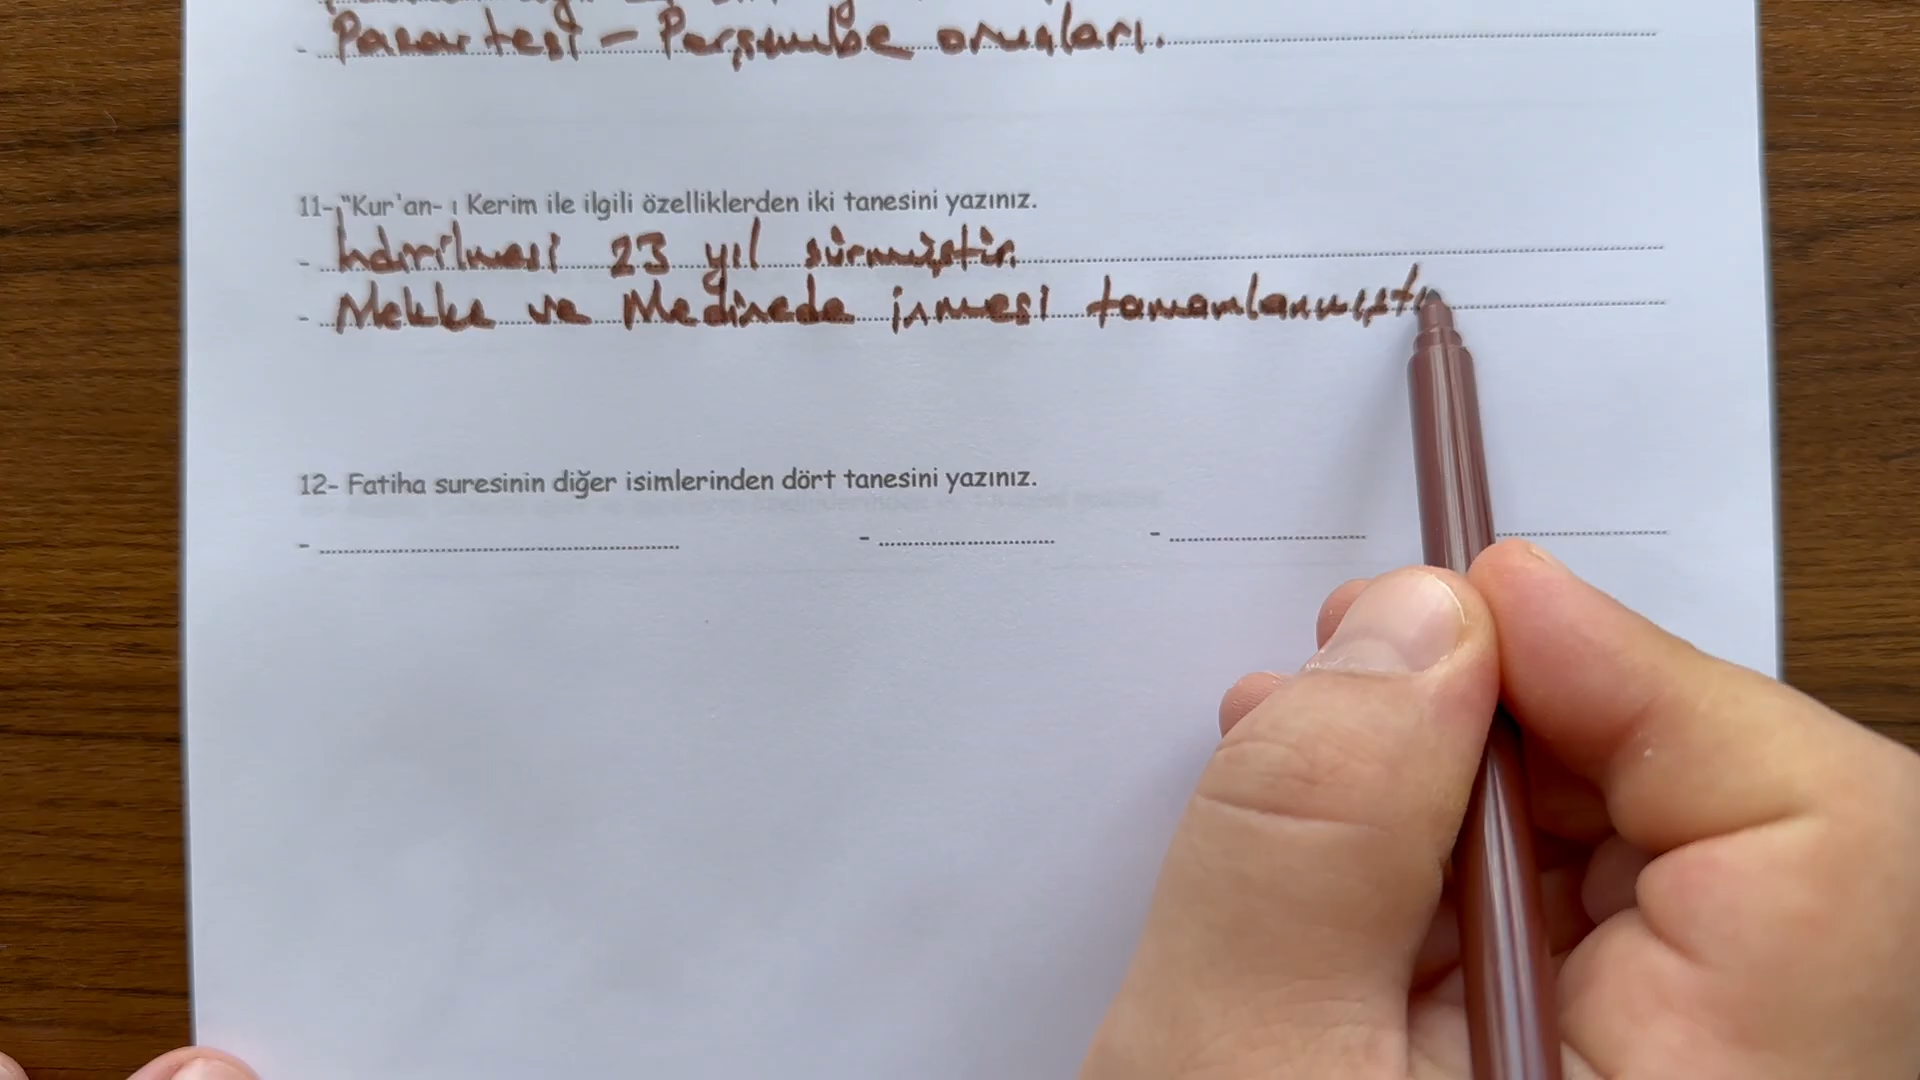 - Pazartesi - Perşembe oruçları.
11- "Kur'an- ı Kerim ile ilgili özelliklerden iki tanesini yazınız.
- İndirilmesi 23 yıl sürmüştür.
- Mekke ve Medinede inmesi tamamlanmıştı
12- Fatiha suresinin diğer isimlerinden dört tanesini yazınız.
- - -